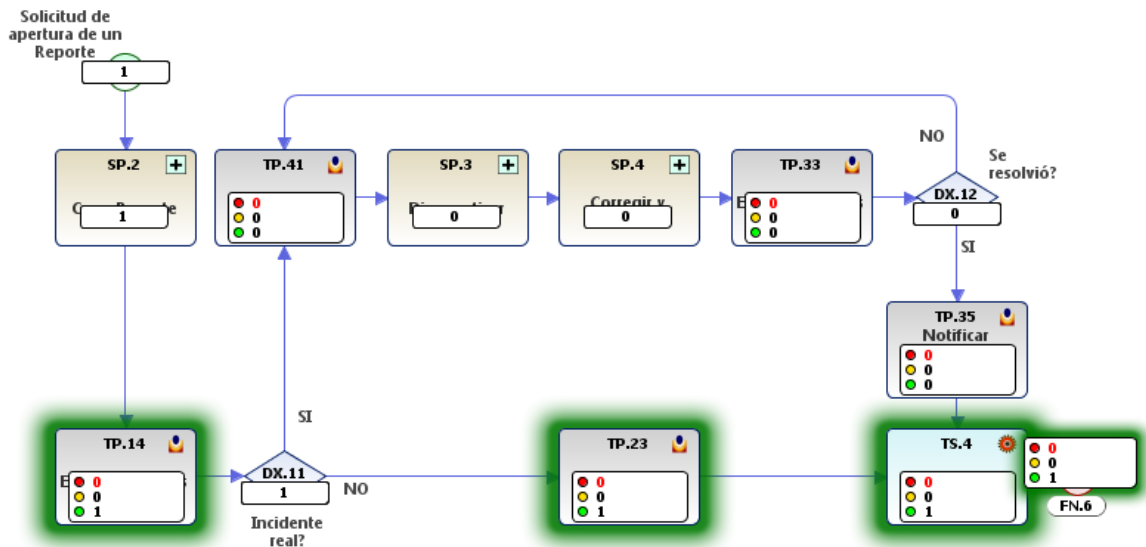 Solicitud de
apertura de un
Reporte
1
SP.2
1
TP.41
0
0
0
SP.3
0
SP.4
Corregir y
0
TP.33
0
0
0
NO
Se
resolvió?
DX.12
0
SI
TP.35
Notificar
0
0
0
SI
TP.14
0
0
1
DX.11
1
NO
Incidente
real?
TP.23
0
0
1
TS.4
0
0
1
0
0
1
FN.6